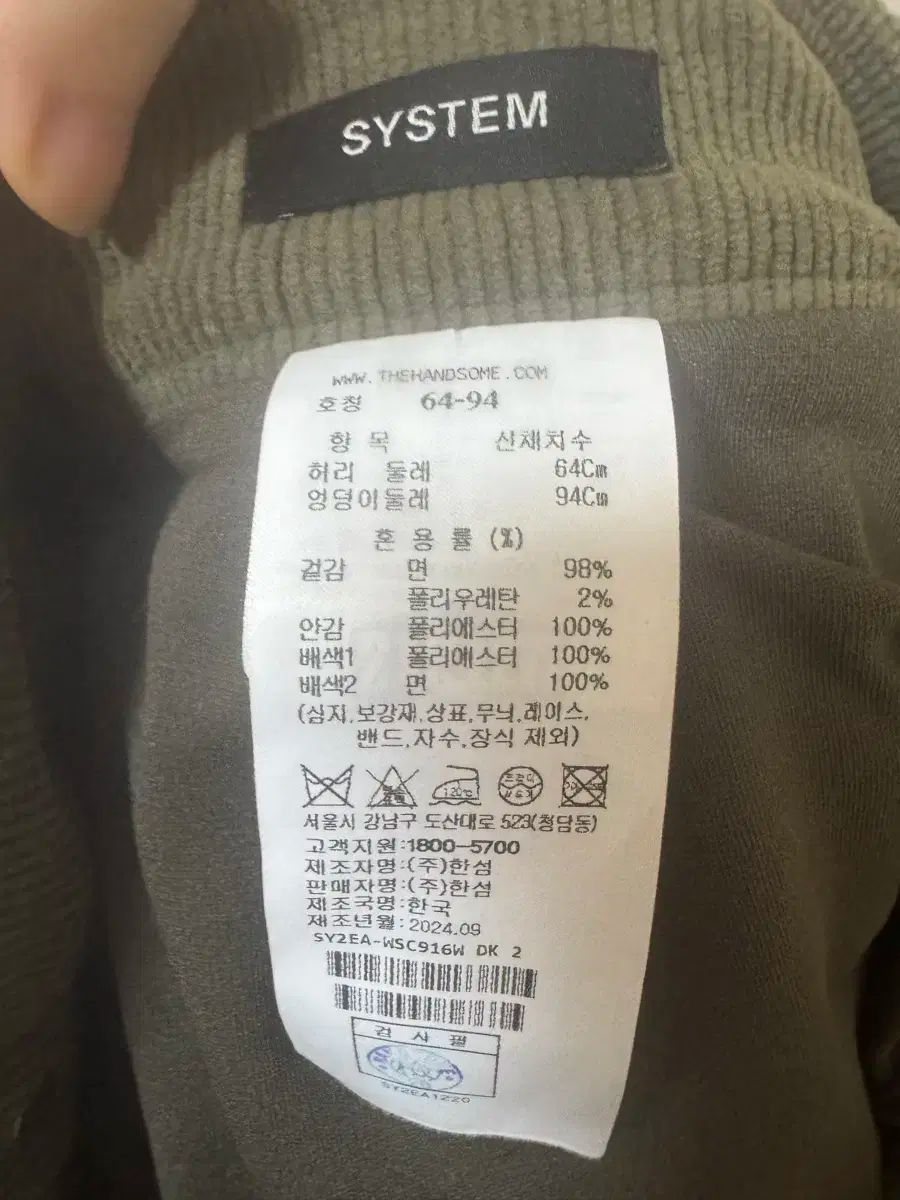 SYSTEM
WWW.THEHANDSOME.COM
호칭 64-94
항 목 신체치수
허리 둘레 64Cm
엉덩이둘레 94Cm
혼 용 률 (%)
겉감 면 98%
폴리우레탄 2%
안감 폴리에스터 100%
배색1 폴리에스터 100%
배색2 면 100%
(심지,보강재,상표,무늬,레이스,
밴드,자수,장식 제외)
120℃ 드라이
서울시 강남구 도산대로 523(청담동)
고객지원:1800-5700
제조자명:(주)한섬
판매자명:(주)한섬
제조국명:한국
제조년월:2024.09
SY2EA-WSC916W DK 2
검 사 필
SY2EA1220